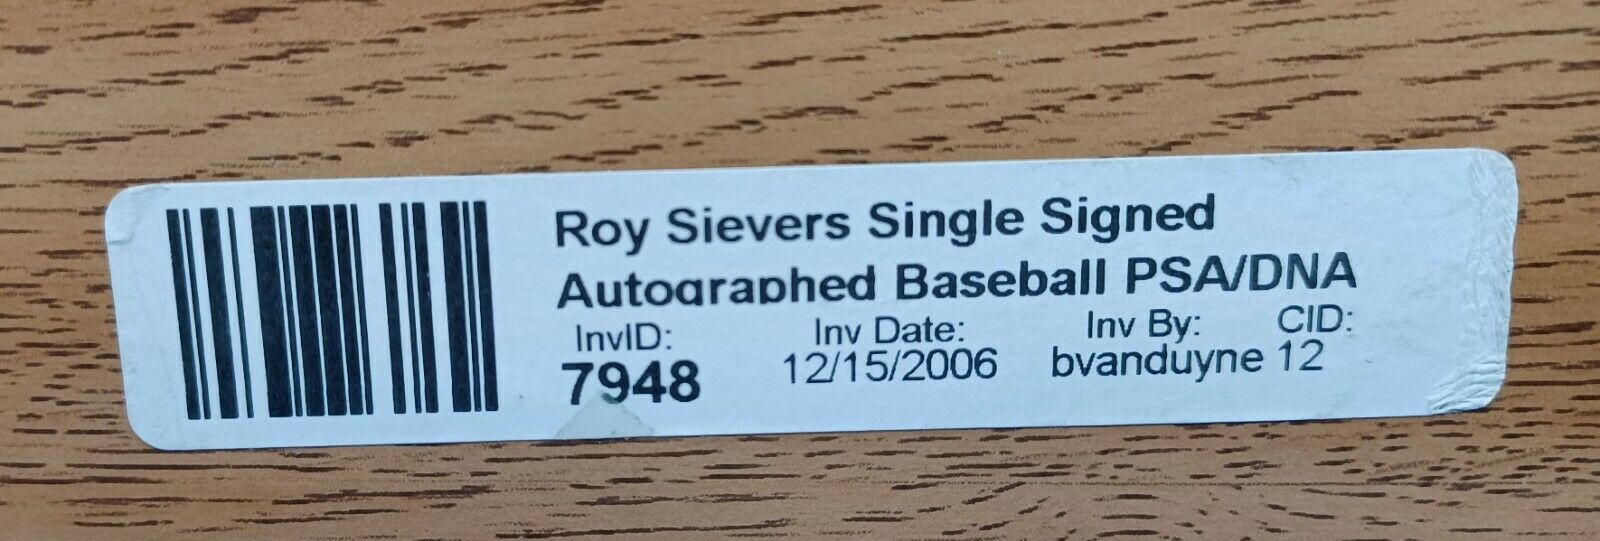 Roy Sievers Single Signed
Autographed Baseball PSA/DNA
InvID: Inv Date: Inv By: CID:
7948 12/15/2006 bvanduyne 12